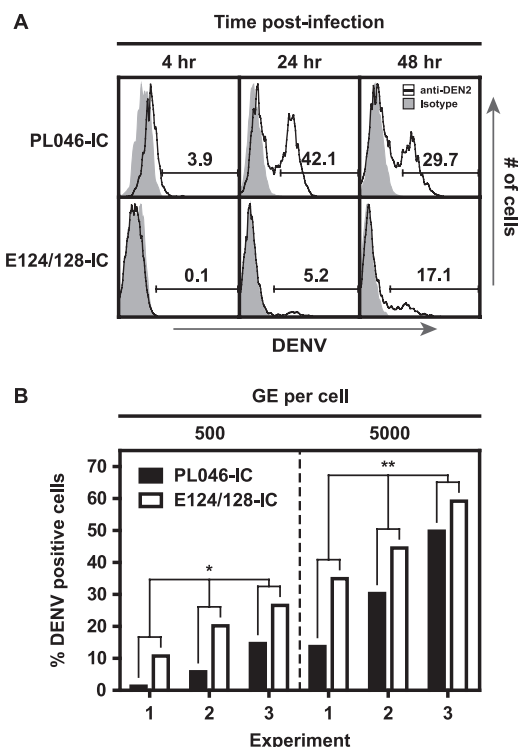 A
Time post-infection
4 hr 24 hr 48 hr
anti-DEN2
Isotype
PL046-IC
3.9 42.1 29.7
E124/128-IC
0.1 5.2 17.1
# of cells
DENV
B
GE per cell
500 5000
% DENV positive cells
70
60
50
40
30
20
10
0
PL046-IC
E124/128-IC
*
**
1 2 3 1 2 3
Experiment